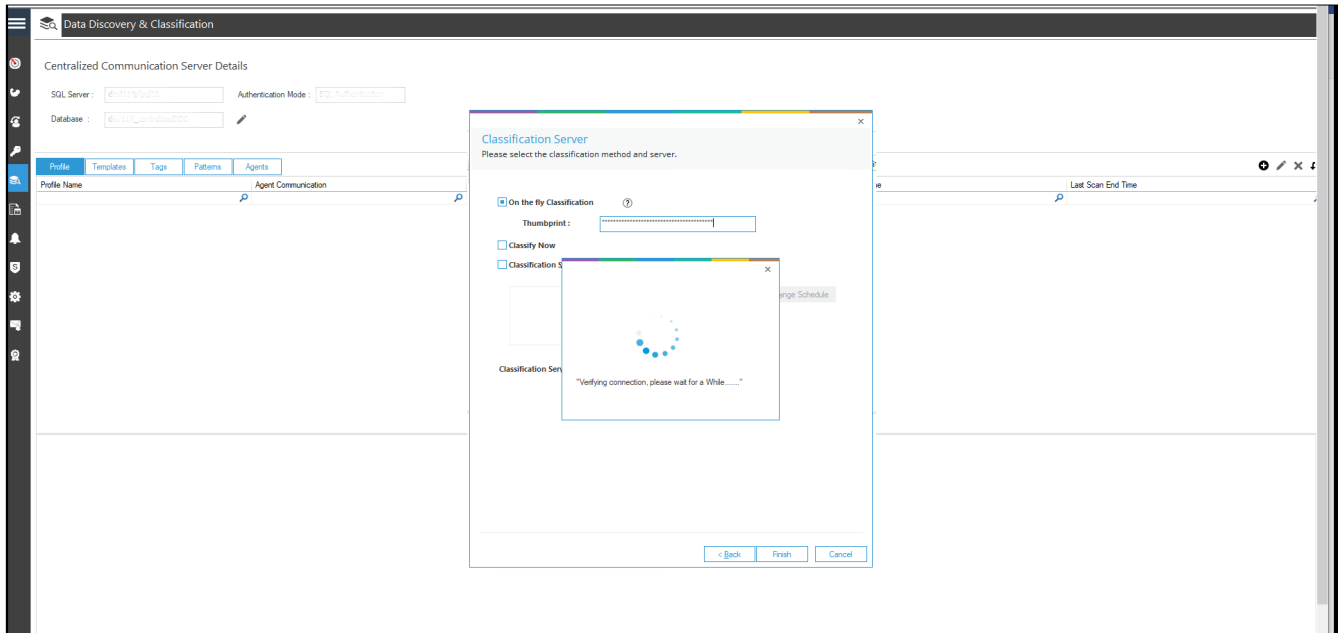 Data Discovery & Classification
Centralized Communication Server Details
SQL Server :
Authentication Mode : SQL Authentication
Database :
Profile Templates Tags Patterns Agents
Profile Name Agent Communication Last Scan End Time
Classification Server
Please select the classification method and server.
On the fly Classification ?
Thumbprint : ****************************************
Classify Now
Classification S
ange Schedule
Classification Serv
"Verifying connection, please wait for a While......."
< Back Finish Cancel